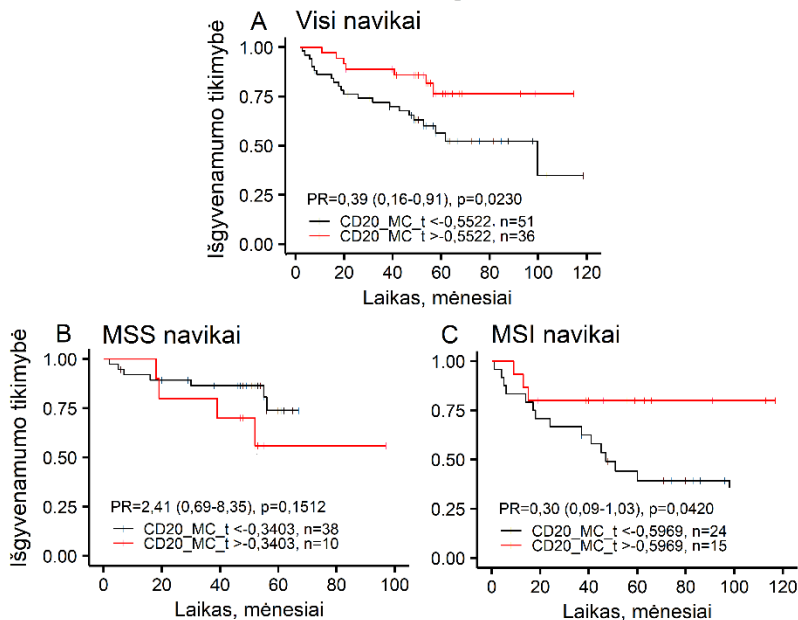 A Visi navikai
Išgyvenamumo tikimybė
1.00
0.75
0.50
0.25
0.00
PR=0,39 (0,16-0,91), p=0,0230
CD20_MC_t <-0,5522, n=51
CD20_MC_t >-0,5522, n=36
0 20 40 60 80 100 120
Laikas, mėnesiai
B MSS navikai
Išgyvenamumo tikimybė
1.00
0.75
0.50
0.25
0.00
PR=2,41 (0,69-8,35), p=0,1512
CD20_MC_t <-0,3403, n=38
CD20_MC_t >-0,3403, n=10
0 20 40 60 80 100
Laikas, mėnesiai
C MSI navikai
1.00
0.75
0.50
0.25
0.00
PR=0,30 (0,09-1,03), p=0,0420
CD20_MC_t <-0,5969, n=24
CD20_MC_t >-0,5969, n=15
0 20 40 60 80 100 120
Laikas, mėnesiai